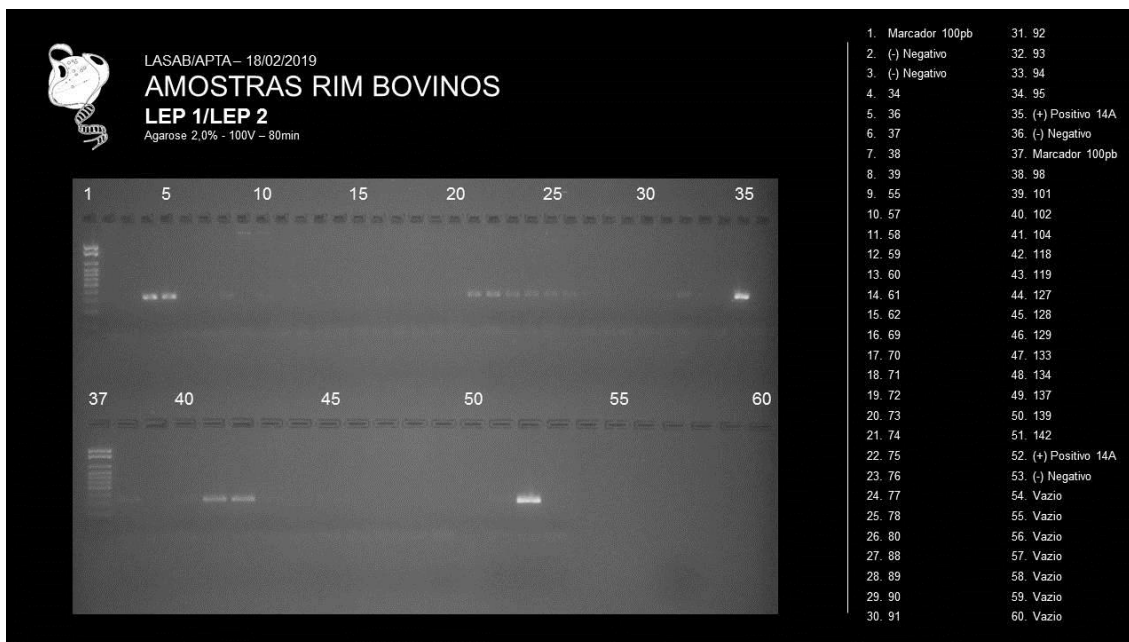 LASAB/APTA – 18/02/2019
AMOSTRAS RIM BOVINOS
LEP 1/LEP 2
Agarose 2,0% - 100V – 80min
1 5 10 15 20 25 30 35
37 40 45 50 55 60
1. Marcador 100pb
2. (-) Negativo
3. (-) Negativo
4. 34
5. 36
6. 37
7. 38
8. 39
9. 55
10. 57
11. 58
12. 59
13. 60
14. 61
15. 62
16. 69
17. 70
18. 71
19. 72
20. 73
21. 74
22. 75
23. 76
24. 77
25. 78
26. 80
27. 88
28. 89
29. 90
30. 91
31. 92
32. 93
33. 94
34. 95
35. (+) Positivo 14A
36. (-) Negativo
37. Marcador 100pb
38. 98
39. 101
40. 102
41. 104
42. 118
43. 119
44. 127
45. 128
46. 129
47. 133
48. 134
49. 137
50. 139
51. 142
52. (+) Positivo 14A
53. (-) Negativo
54. Vazio
55. Vazio
56. Vazio
57. Vazio
58. Vazio
59. Vazio
60. Vazio